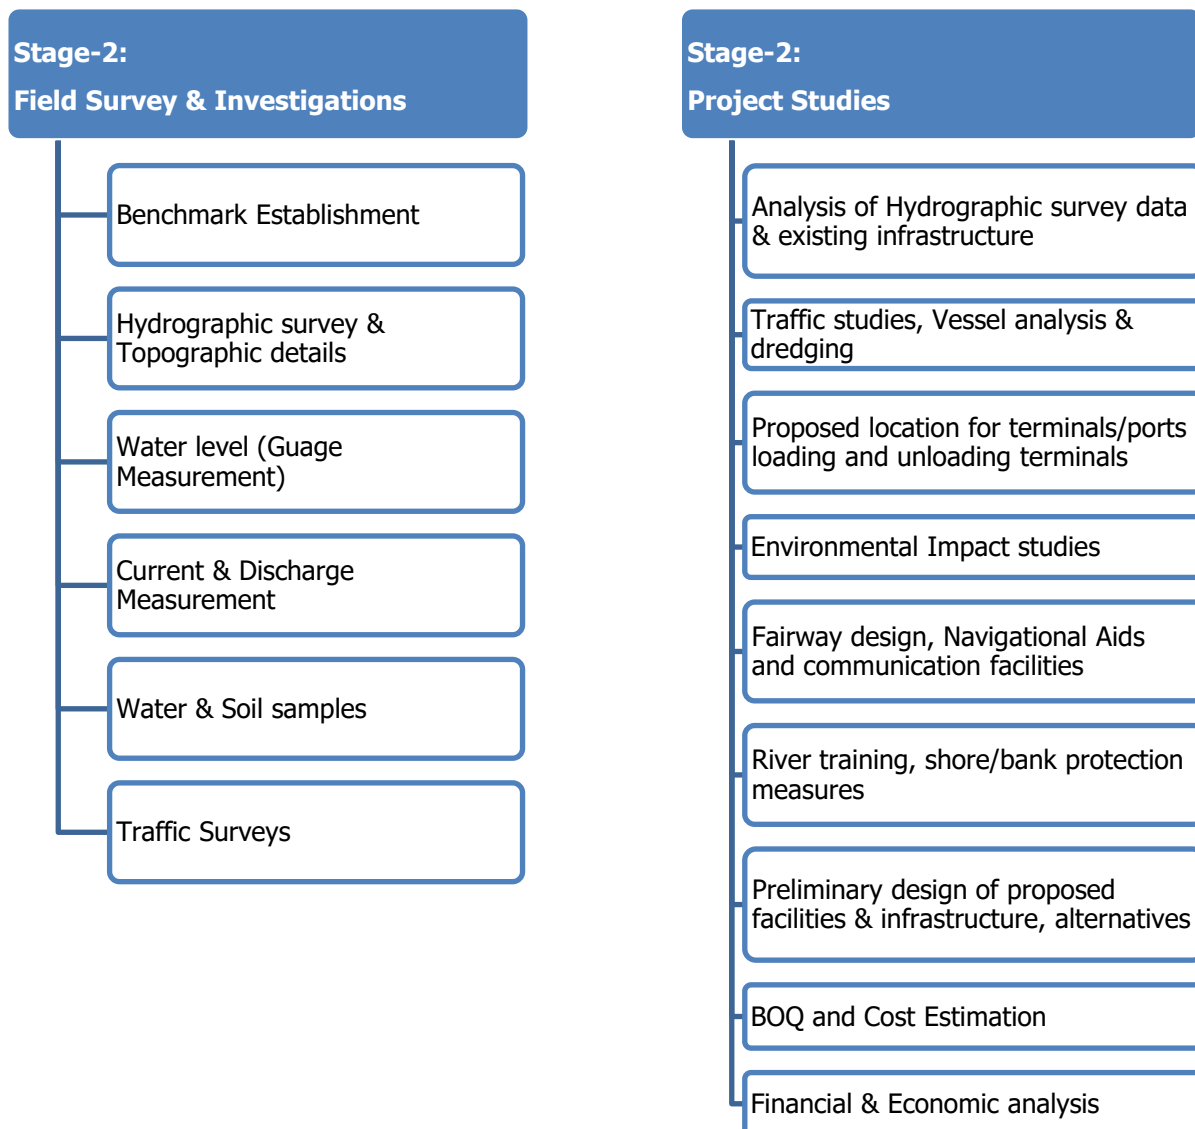 Stage-2:
Field Survey & Investigations
Benchmark Establishment
Hydrographic survey &
Topographic details
Water level (Guage
Measurement)
Current & Discharge
Measurement
Water & Soil samples
Traffic Surveys
Stage-2:
Project Studies
Analysis of Hydrographic survey data
& existing infrastructure
Traffic studies, Vessel analysis &
dredging
Proposed location for terminals/ports
loading and unloading terminals
Environmental Impact studies
Fairway design, Navigational Aids
and communication facilities
River training, shore/bank protection
measures
Preliminary design of proposed
facilities & infrastructure, alternatives
BOQ and Cost Estimation
Financial & Economic analysis